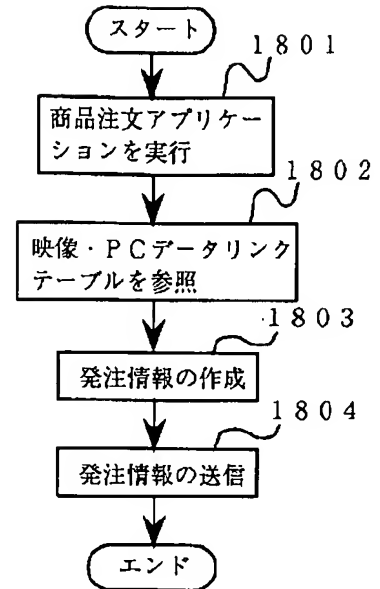 スタート
1801
商品注文アプリケー
ションを実行
1802
映像・PCデータリンク
テーブルを参照
1803
発注情報の作成
1804
発注情報の送信
エンド